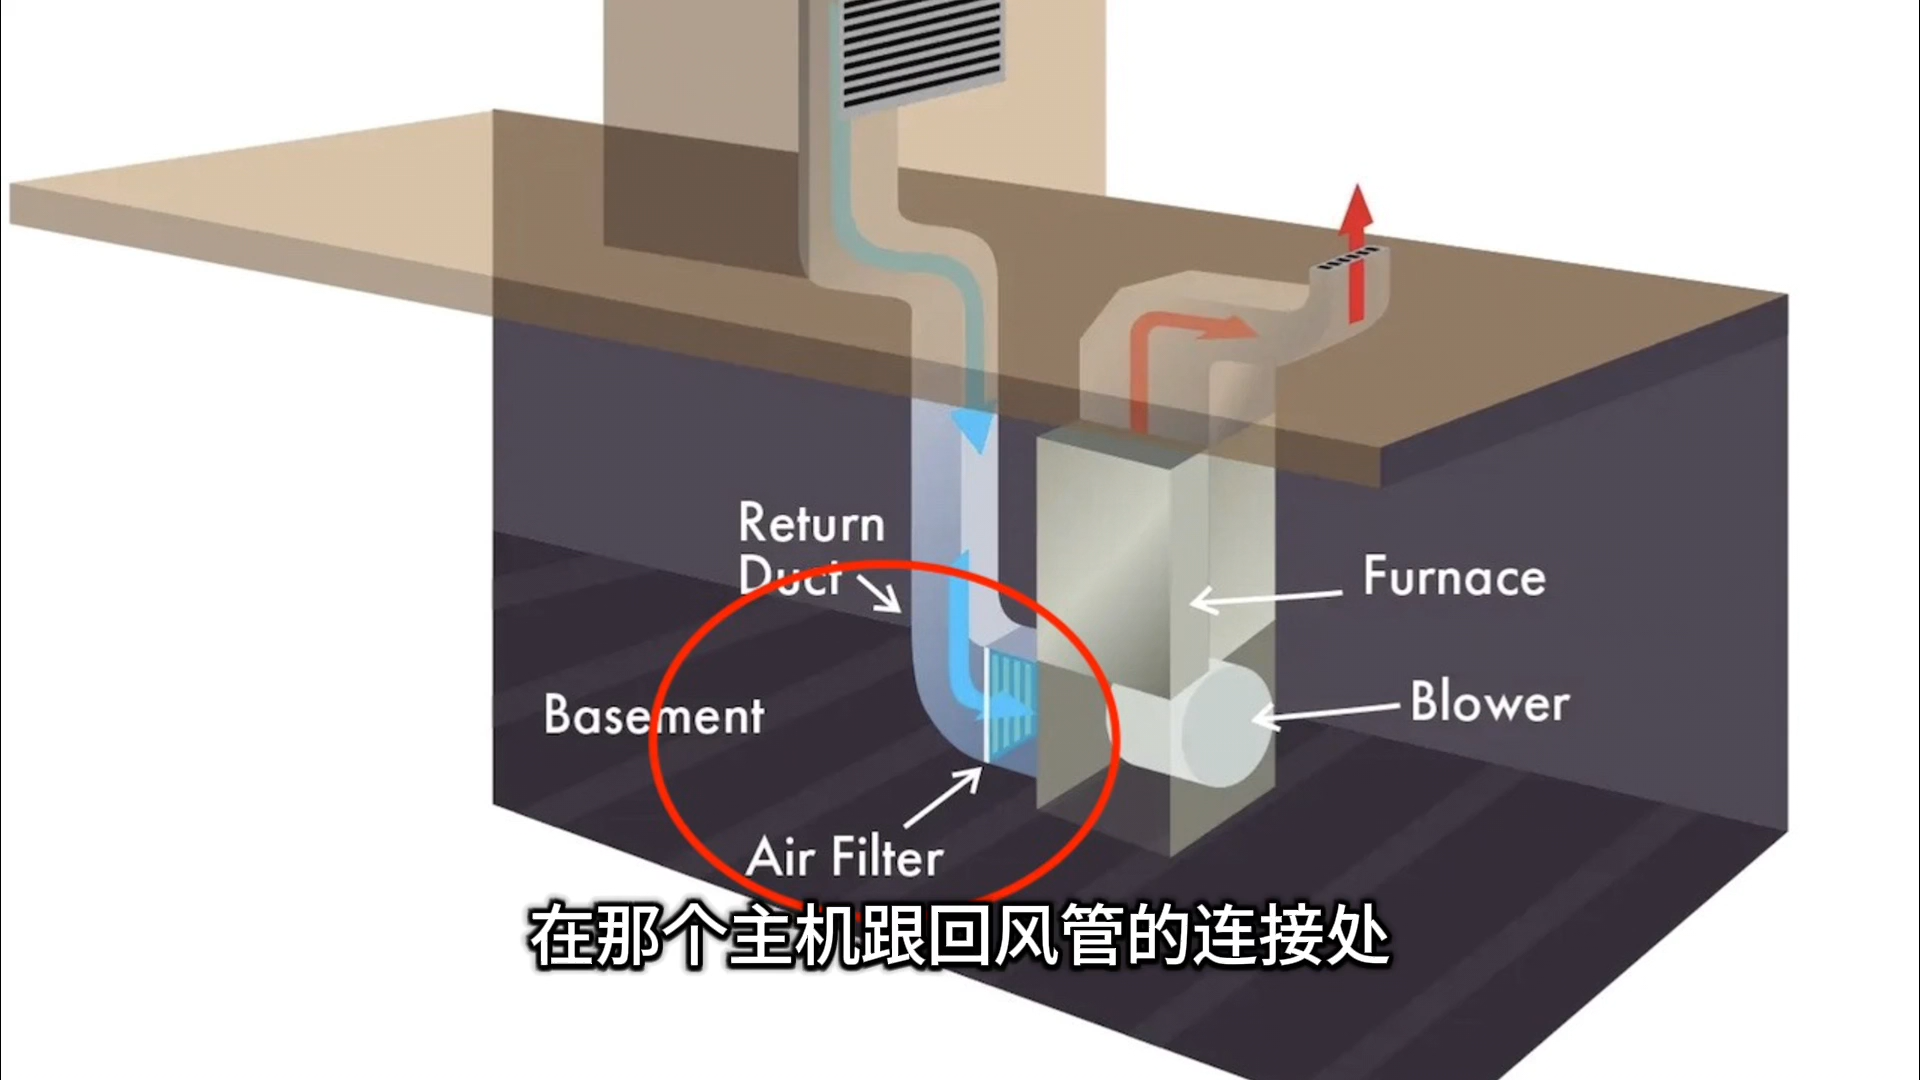 Return
Duct
Furnace
Basement
Blower
Air Filter
在那个主机跟回风管的连接处